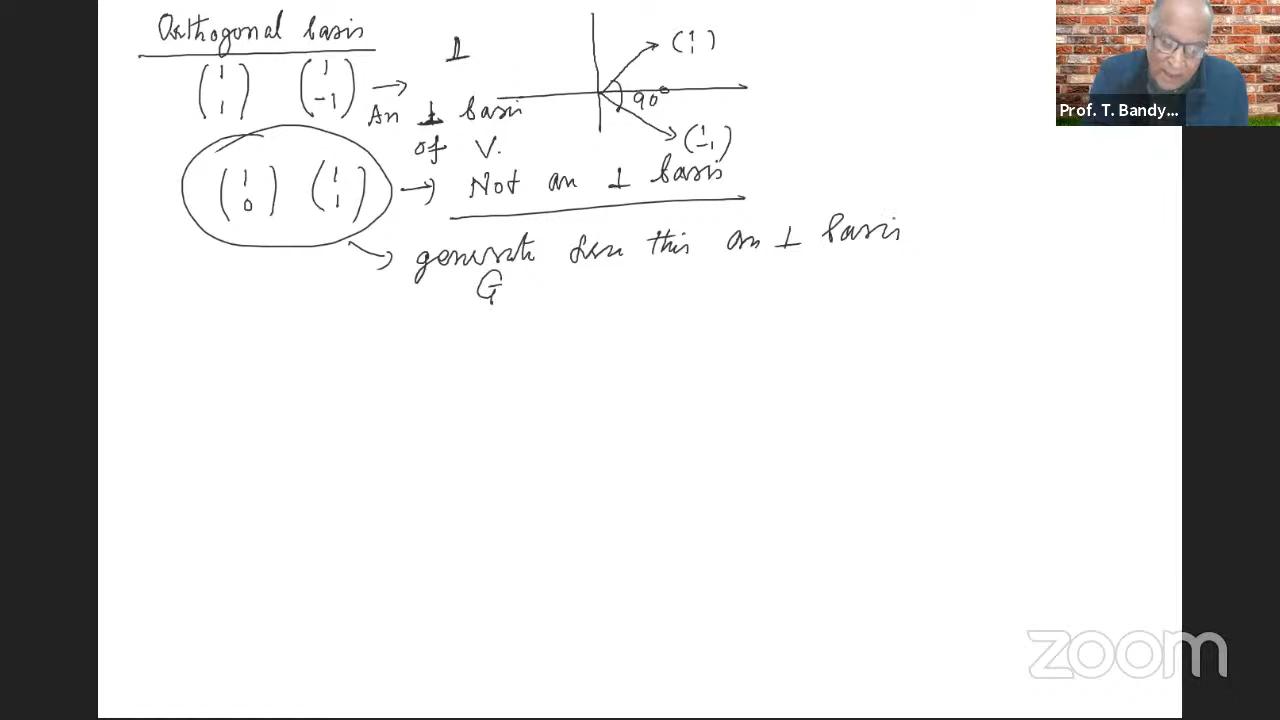 Orthogonal basis
⊥
(1 1) (1 -1) → An ⊥ basis
of V.
(1 1)
90°
(1 -1)
(1 0) (1 1) → Not an ⊥ basis
→ generate this an ⊥ basis
G
Prof. T. Bandy...
zoom